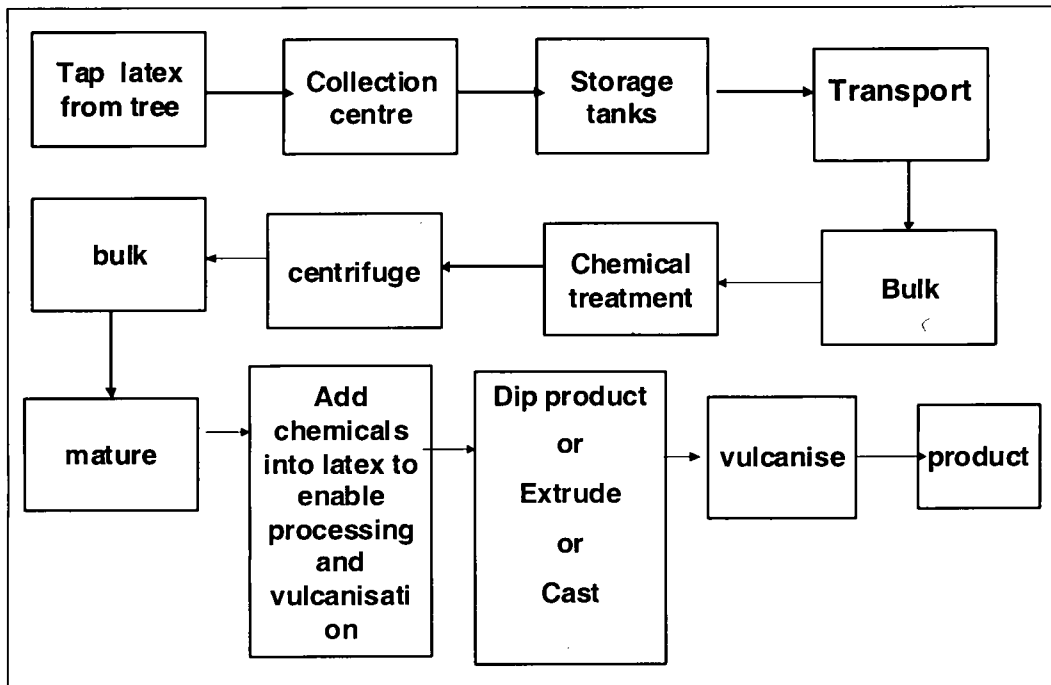 Tap latex
from tree
Collection
centre
Storage
tanks
Transport
Bulk
Chemical
treatment
centrifuge
bulk
mature
Add
chemicals
into latex to
enable
processing
and
vulcanisati
on
Dip product
or
Extrude
or
Cast
vulcanise
product